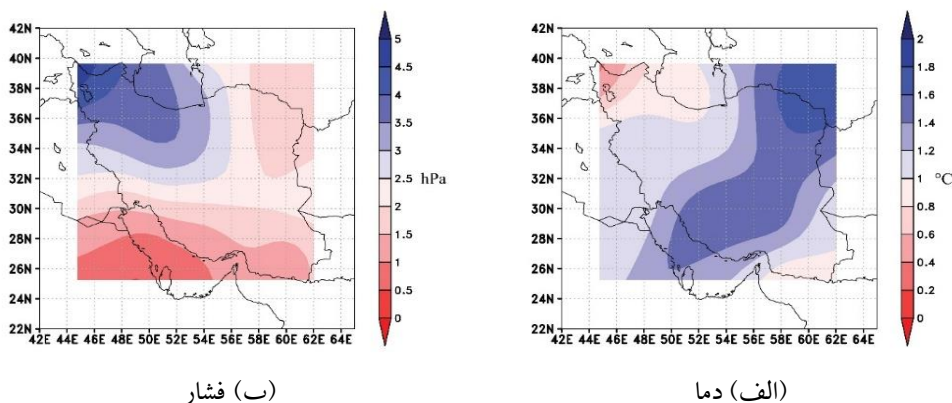 42N
40N
38N
36N
34N
32N
30N
28N
26N
24N
22N
42E 44E 46E 48E 50E 52E 54E 56E 58E 60E 62E 64E
5
4.5
4
3.5
3
2.5
2
1.5
1
0.5
0
hPa
(ب) فشار
42N
40N
38N
36N
34N
32N
30N
28N
26N
24N
22N
42E 44E 46E 48E 50E 52E 54E 56E 58E 60E 62E 64E
2
1.8
1.6
1.4
1.2
1
0.8
0.6
0.4
0.2
0
°C
(الف) دما